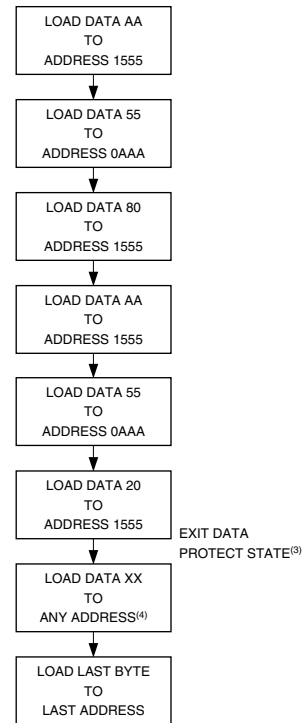 LOAD DATA AA
TO
ADDRESS 1555
LOAD DATA 55
TO
ADDRESS 0AAA
LOAD DATA 80
TO
ADDRESS 1555
LOAD DATA AA
TO
ADDRESS 1555
LOAD DATA 55
TO
ADDRESS 0AAA
LOAD DATA 20
TO
ADDRESS 1555
EXIT DATA
PROTECT STATE(3)
LOAD DATA XX
TO
ANY ADDRESS(4)
LOAD LAST BYTE
TO
LAST ADDRESS